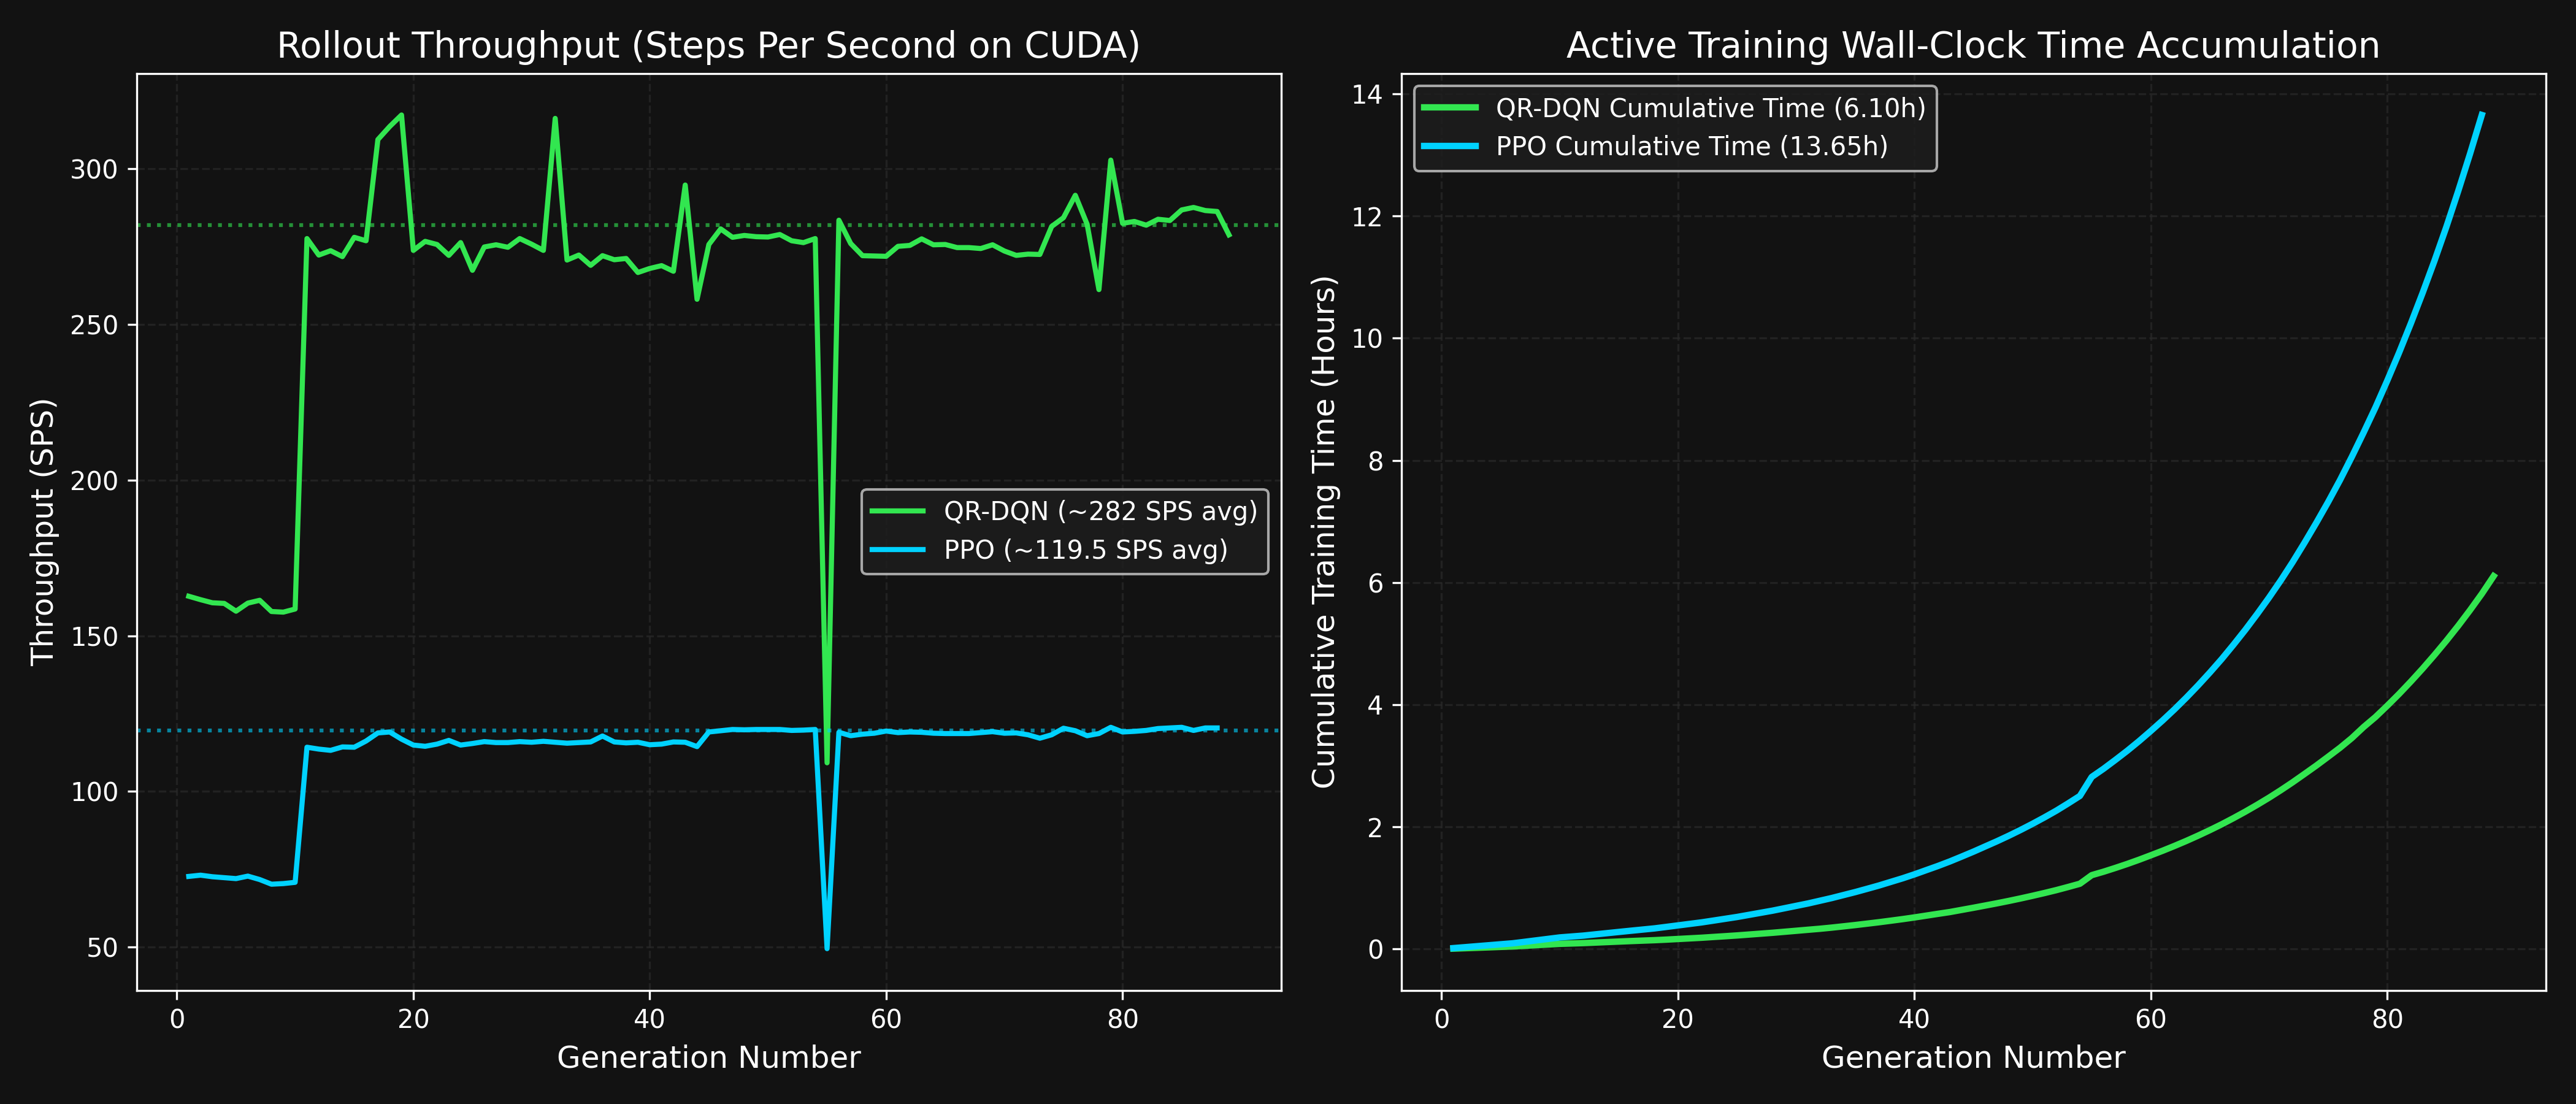 Rollout Throughput (Steps Per Second on CUDA)
Throughput (SPS)
300
250
200
150
100
50
QR-DQN (~282 SPS avg)
PPO (~119.5 SPS avg)
0 20 40 60 80
Generation Number
Active Training Wall-Clock Time Accumulation
Cumulative Training Time (Hours)
14
12
10
8
6
4
2
0
QR-DQN Cumulative Time (6.10h)
PPO Cumulative Time (13.65h)
0 20 40 60 80
Generation Number